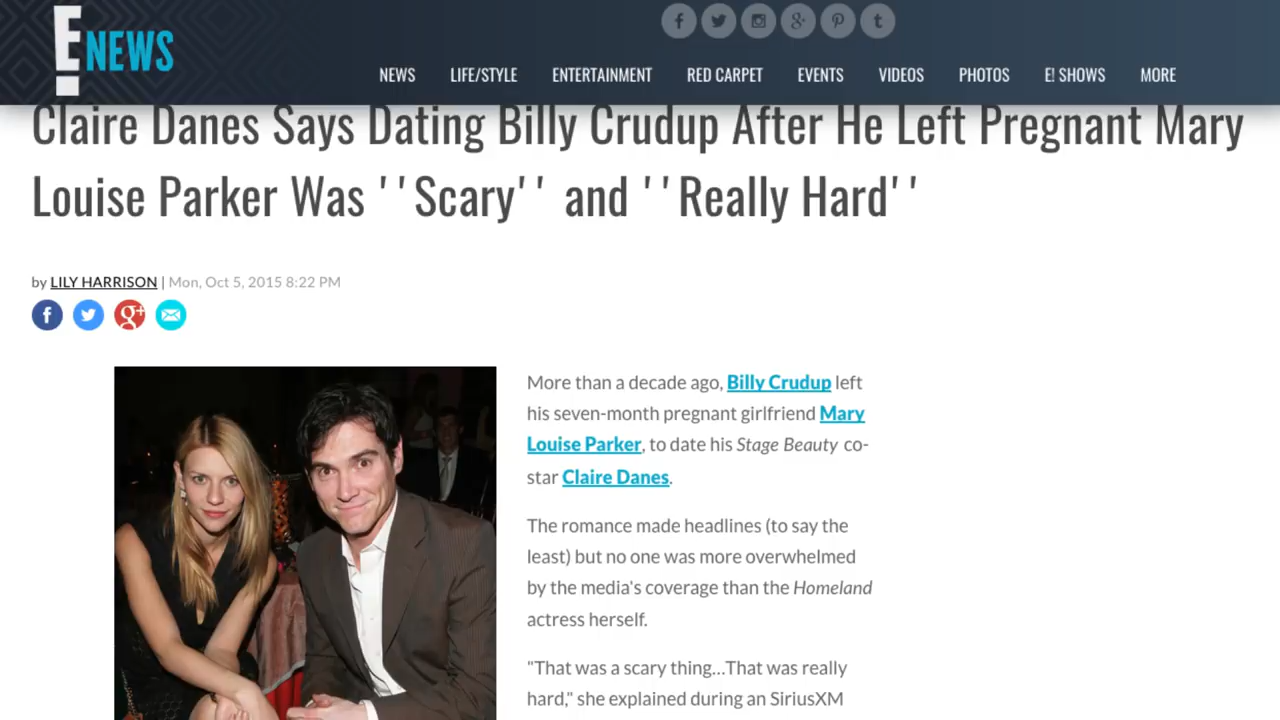 E!
NEWS
NEWS LIFE/STYLE ENTERTAINMENT RED CARPET EVENTS VIDEOS PHOTOS E! SHOWS MORE
Claire Danes Says Dating Billy Crudup After He Left Pregnant Mary
Louise Parker Was ''Scary'' and ''Really Hard''
by LILY HARRISON | Mon, Oct 5, 2015 8:22 PM
More than a decade ago, Billy Crudup left
his seven-month pregnant girlfriend Mary
Louise Parker, to date his Stage Beauty co-
star Claire Danes.
The romance made headlines (to say the
least) but no one was more overwhelmed
by the media's coverage than the Homeland
actress herself.
"That was a scary thing...That was really
hard," she explained during an SiriusXM